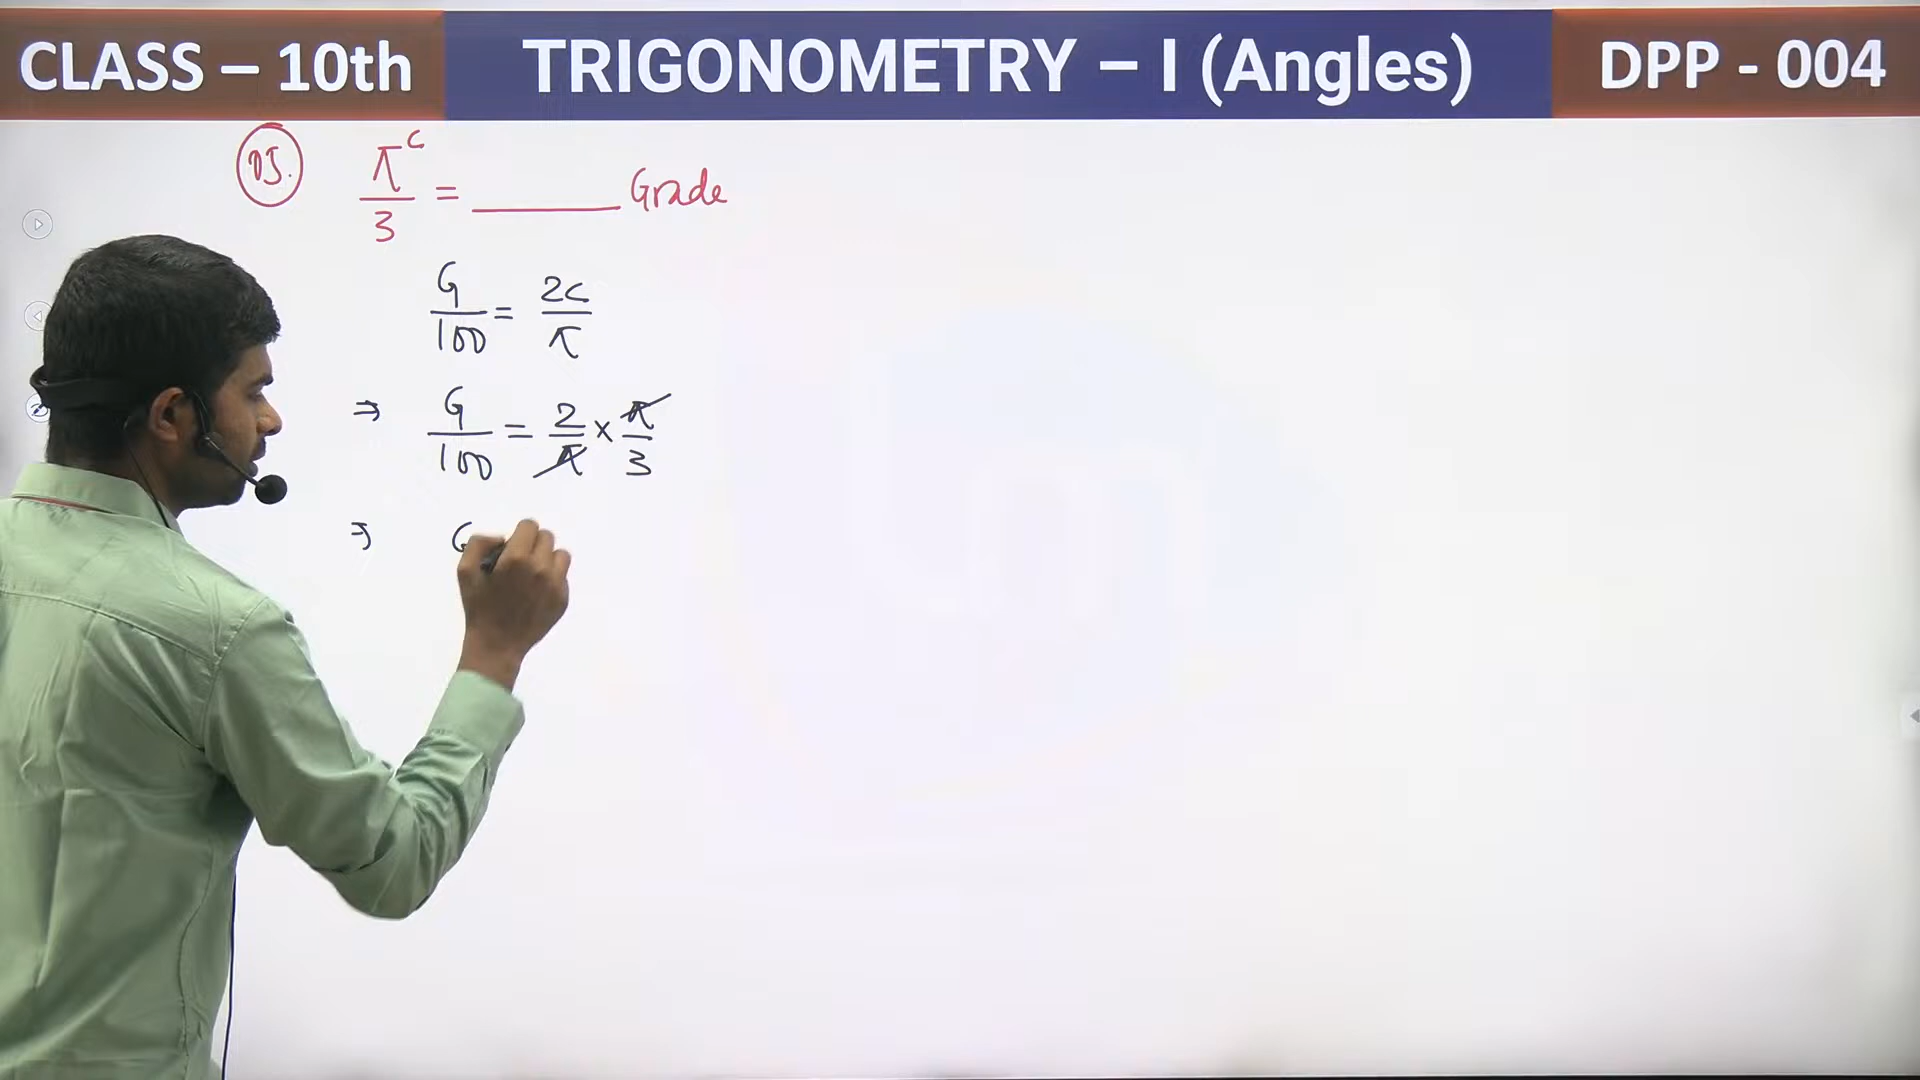 CLASS – 10th TRIGONOMETRY – I (Angles) DPP - 004
05. π^c/3 = ______ Grade
G/100 = 2C/π
⇒ G/100 = 2/π × π/3
⇒ G